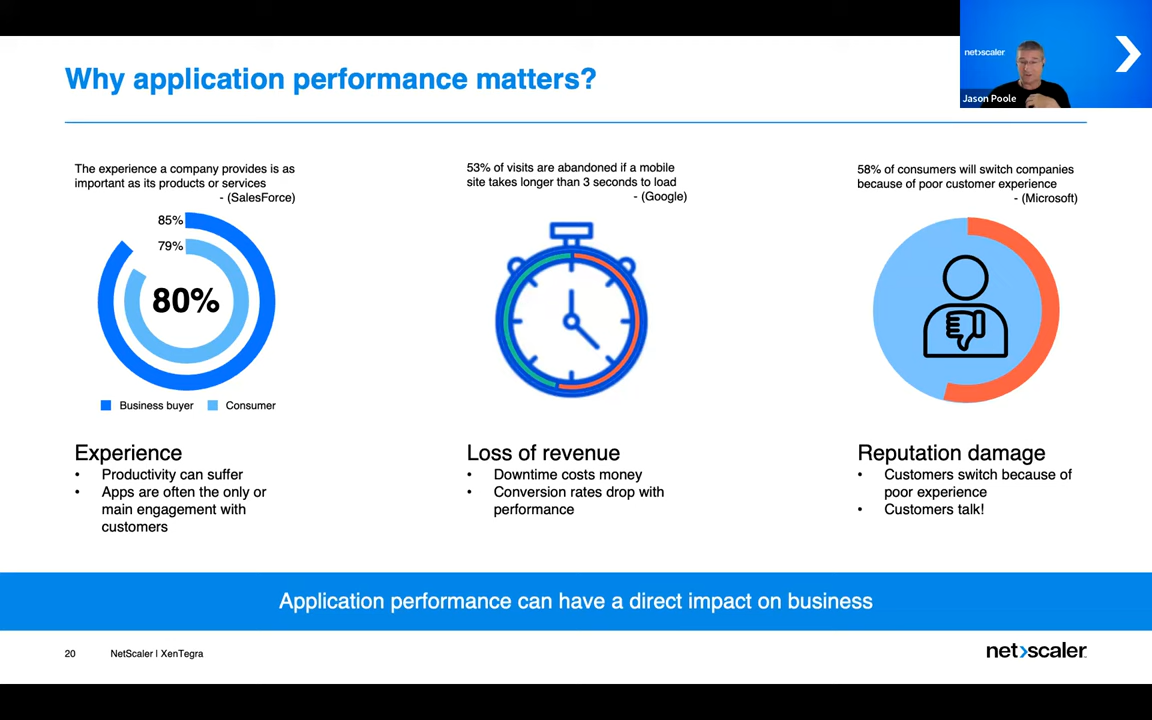 Why application performance matters?
net>scaler
Jason Poole
The experience a company provides is as
important as its products or services
- (SalesForce)
85%
79%
80%
Business buyer
Consumer
Experience
• Productivity can suffer
• Apps are often the only or
main engagement with
customers
53% of visits are abandoned if a mobile
site takes longer than 3 seconds to load
- (Google)
Loss of revenue
• Downtime costs money
• Conversion rates drop with
performance
58% of consumers will switch companies
because of poor customer experience
- (Microsoft)
Reputation damage
• Customers switch because of
poor experience
• Customers talk!
Application performance can have a direct impact on business
20
NetScaler | XenTegra
net>scaler